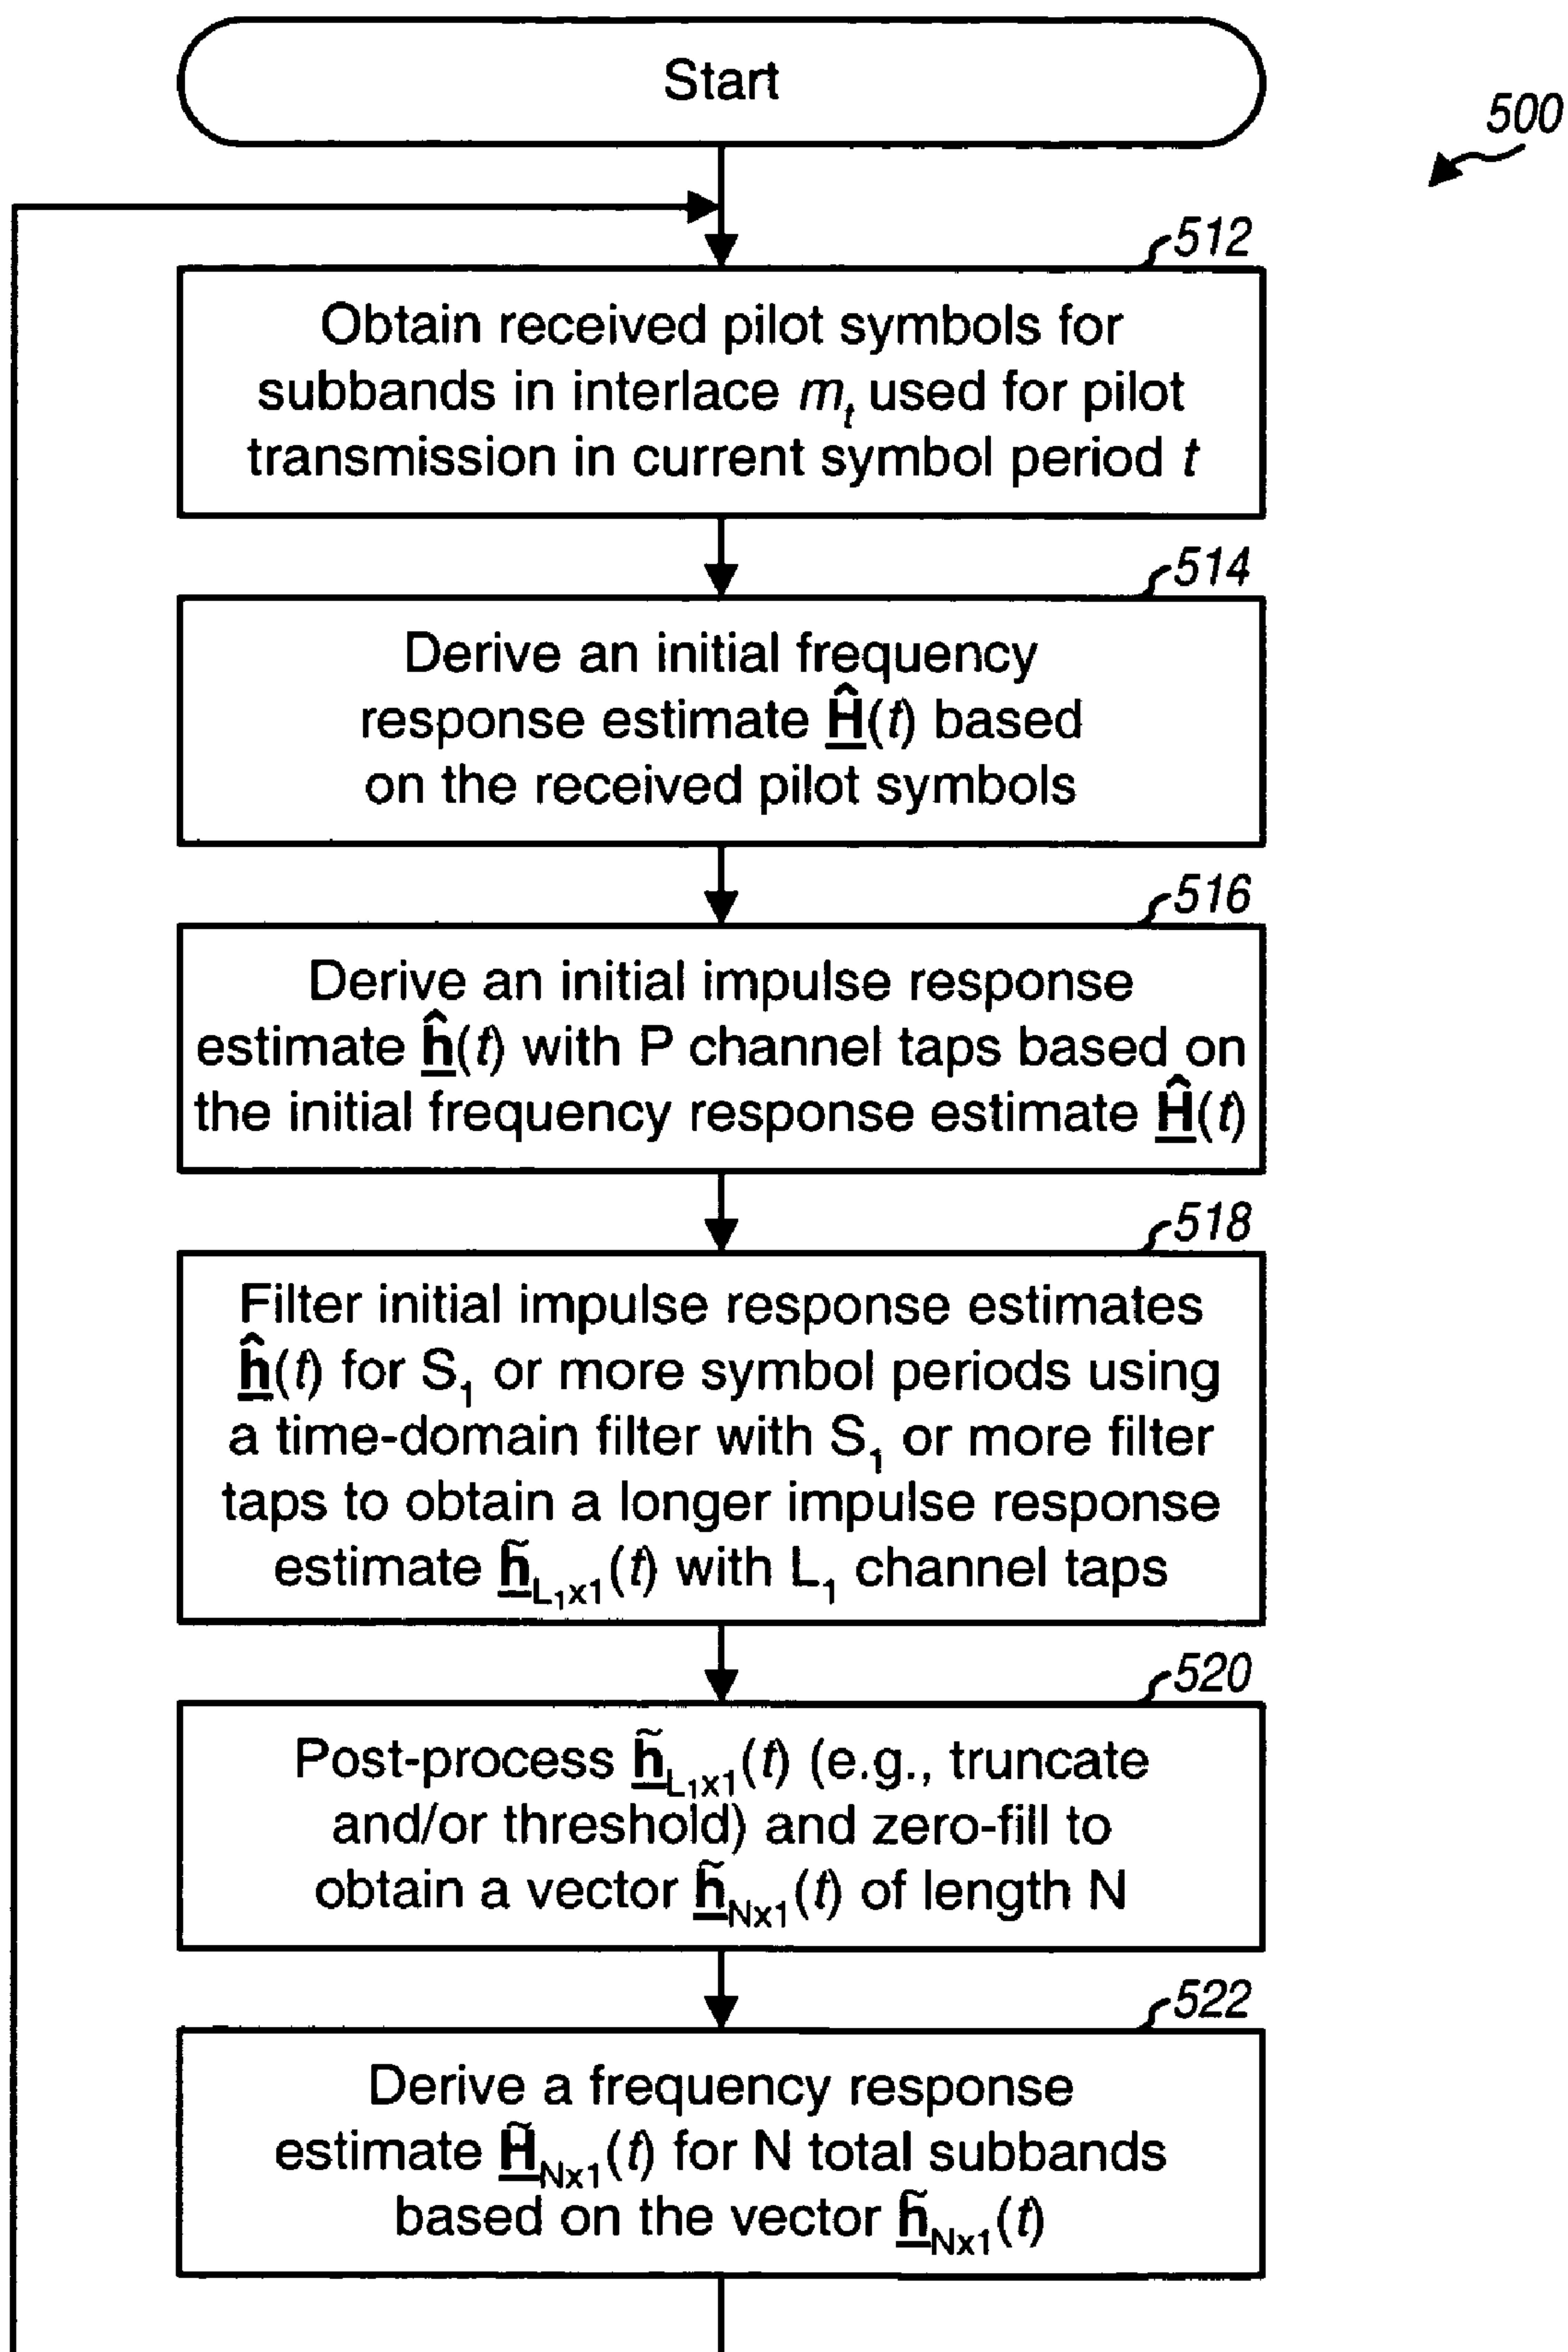 Start
500
512
Obtain received pilot symbols for
subbands in interlace mₜ used for pilot
transmission in current symbol period t
514
Derive an initial frequency
response estimate Ĥ̲(t) based
on the received pilot symbols
516
Derive an initial impulse response
estimate ĥ̲(t) with P channel taps based on
the initial frequency response estimate Ĥ̲(t)
518
Filter initial impulse response estimates
ĥ̲(t) for S₁ or more symbol periods using
a time-domain filter with S₁ or more filter
taps to obtain a longer impulse response
estimate h̲̃_L₁x1(t) with L₁ channel taps
520
Post-process h̲̃_L₁x1(t) (e.g., truncate
and/or threshold) and zero-fill to
obtain a vector h̲̃_Nx1(t) of length N
522
Derive a frequency response
estimate H̲̃_Nx1(t) for N total subbands
based on the vector h̲̃_Nx1(t)